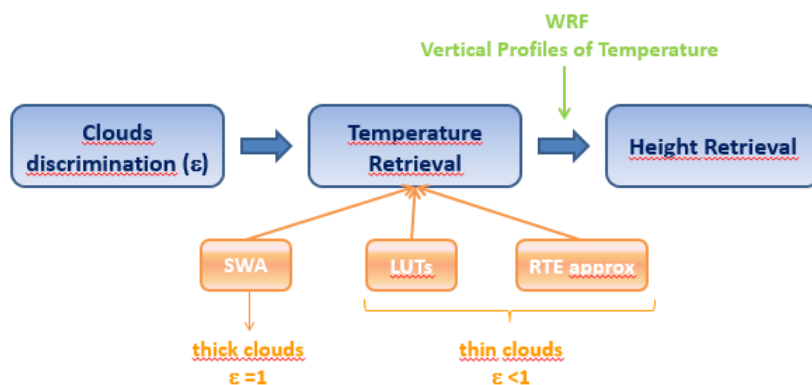 WRF
Vertical Profiles of Temperature
Clouds
discrimination (ε)
Temperature
Retrieval
Height Retrieval
SWA
LUTs
RTE approx
thick clouds
ε =1
thin clouds
ε <1